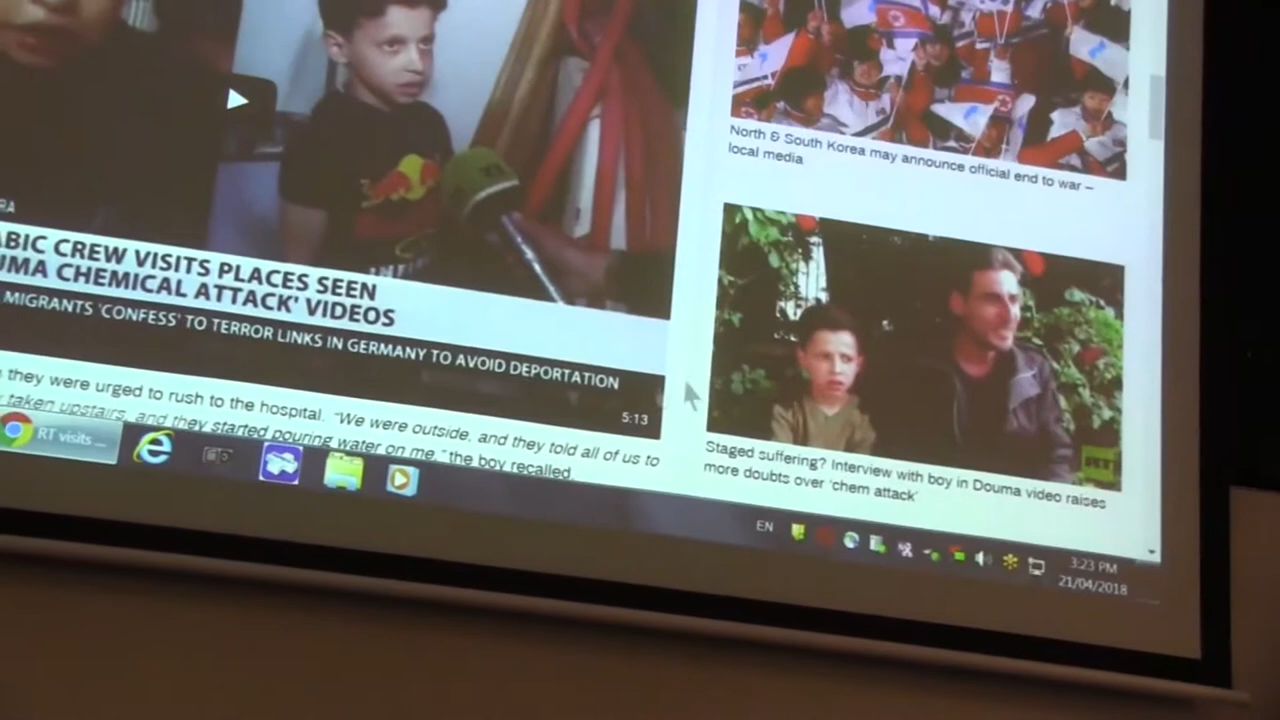 RA
ABIC CREW VISITS PLACES SEEN
UMA CHEMICAL ATTACK' VIDEOS
MIGRANTS 'CONFESS' TO TERROR LINKS IN GERMANY TO AVOID DEPORTATION
5:13
they were urged to rush to the hospital. "We were outside, and they told all of us to
taken upstairs, and they started pouring water on me," the boy recalled.
North & South Korea may announce official end to war –
local media
RT
Staged suffering? Interview with boy in Douma video raises
more doubts over 'chem attack'
RT visits ...
EN
3:23 PM
21/04/2018